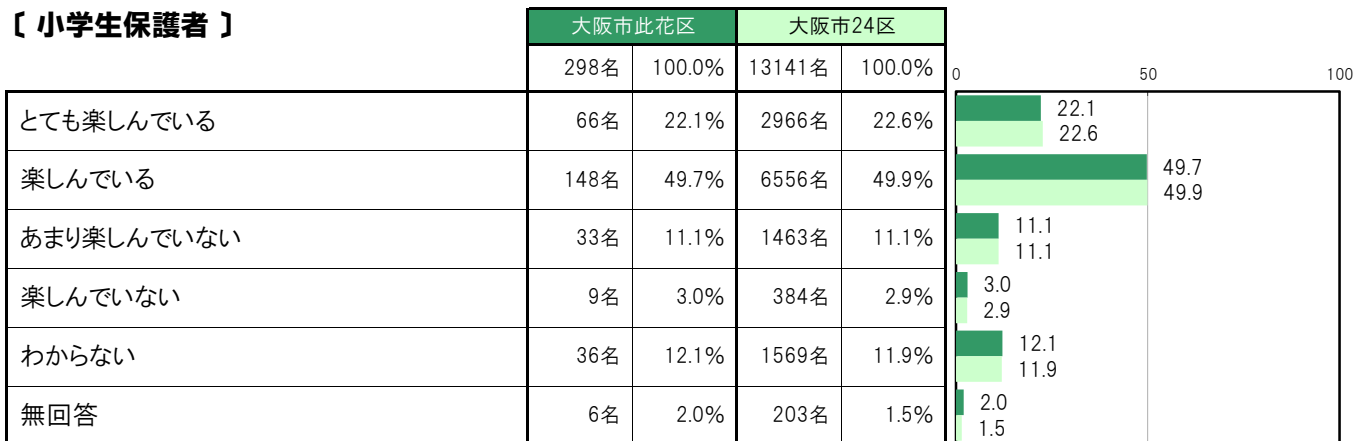 〔 小学生保護者 〕
大阪市此花区 大阪市24区
298名 100.0% 13141名 100.0%
0 50 100
とても楽しんでいる 66名 22.1% 2966名 22.6%
22.1
22.6
楽しんでいる 148名 49.7% 6556名 49.9%
49.7
49.9
あまり楽しんでいない 33名 11.1% 1463名 11.1%
11.1
11.1
楽しんでいない 9名 3.0% 384名 2.9%
3.0
2.9
わからない 36名 12.1% 1569名 11.9%
12.1
11.9
無回答 6名 2.0% 203名 1.5%
2.0
1.5